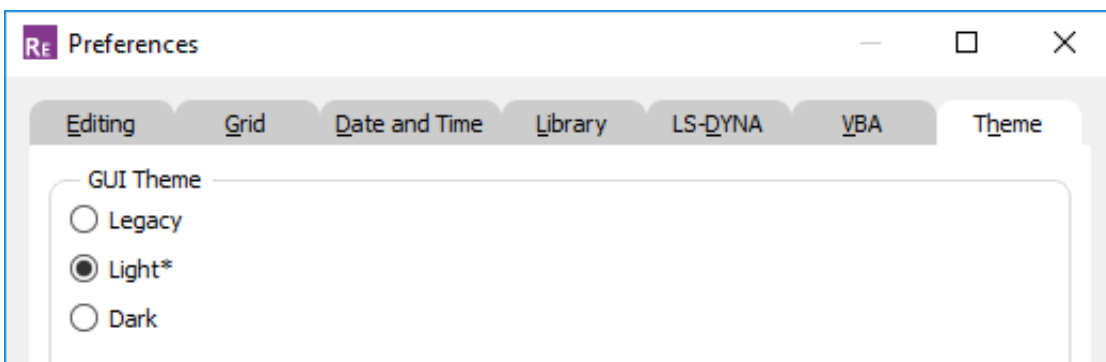 RE Preferences
Editing Grid Date and Time Library LS-DYNA VBA Theme
GUI Theme
Legacy
Light*
Dark